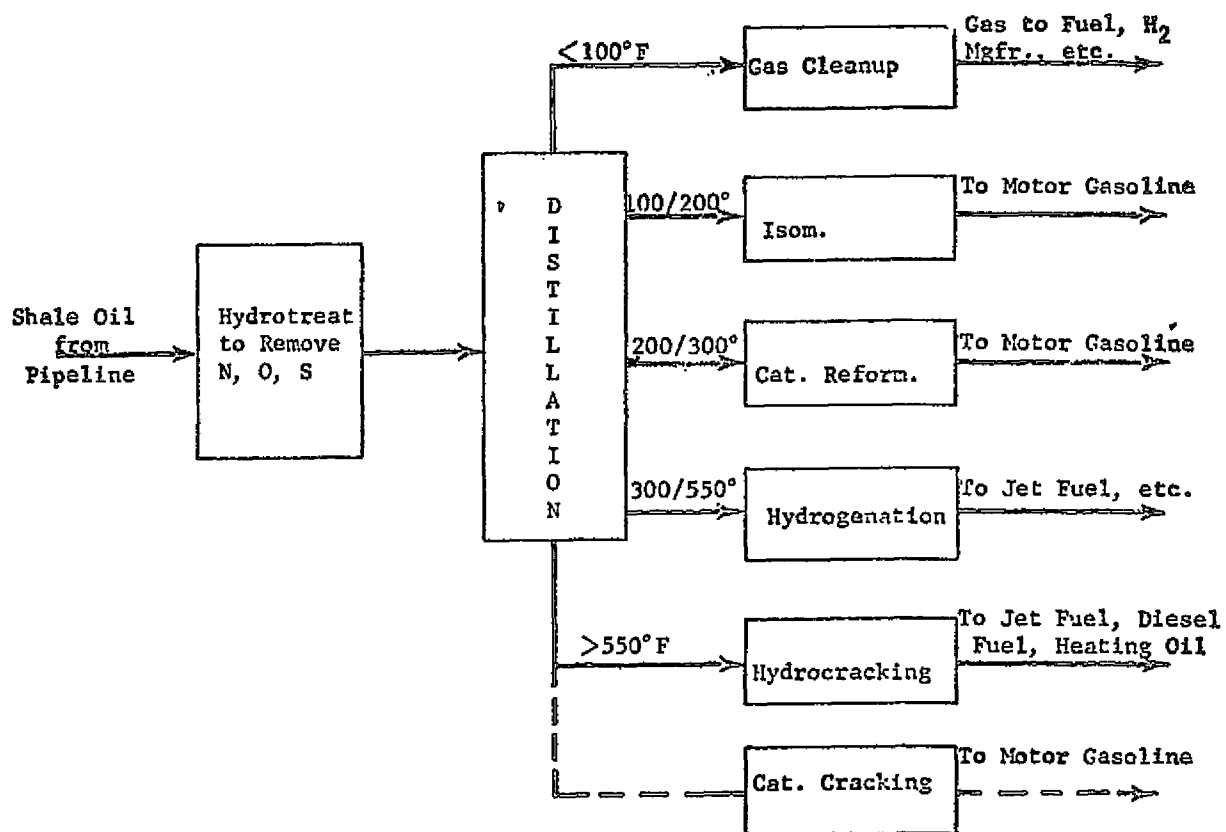 Gas to Fuel, H2
Mgfr., etc.
<100°F
Gas Cleanup
To Motor Gasoline
100/200°
Isom.
DISTILLATION
Shale Oil
from
Pipeline
Hydrotreat
to Remove
N, O, S
200/300°
To Motor Gasoline
Cat. Reform.
300/550°
To Jet Fuel, etc.
Hydrogenation
>550°F
To Jet Fuel, Diesel
Fuel, Heating Oil
Hydrocracking
To Motor Gasoline
Cat. Cracking